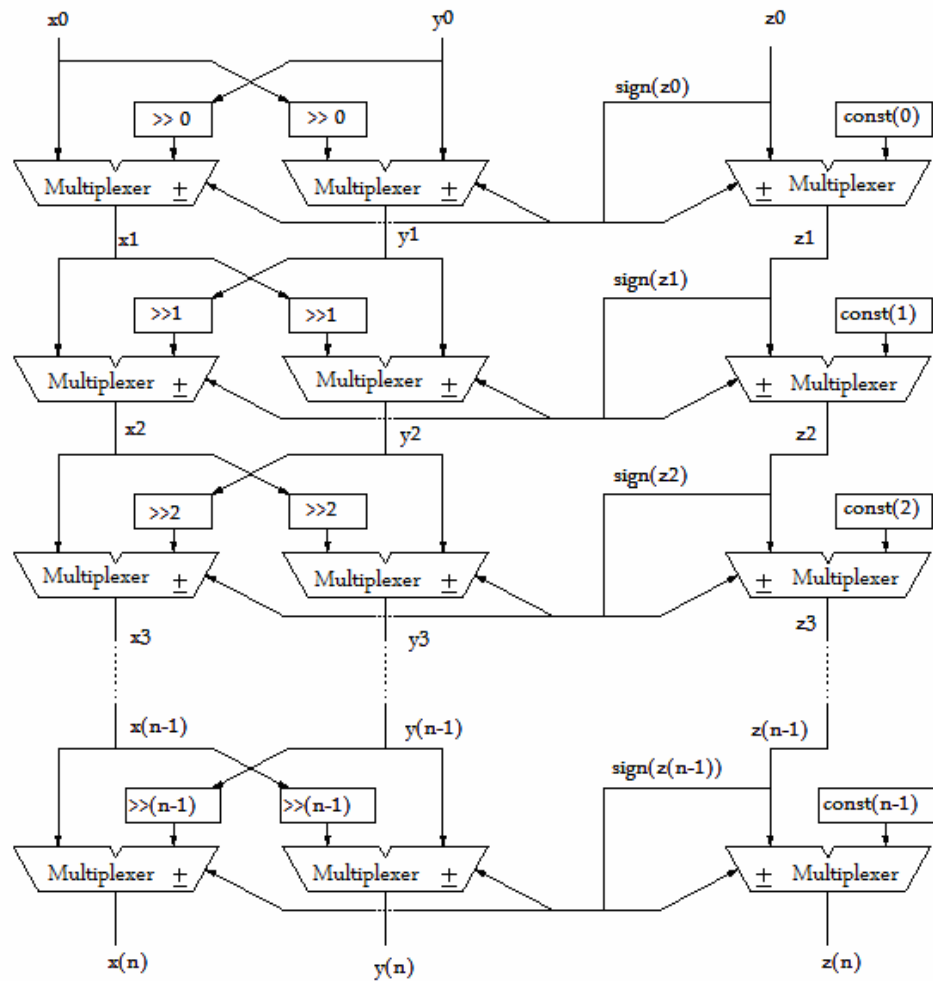 x0 y0 z0
sign(z0)
>> 0 >> 0 const(0)
Multiplexer ± Multiplexer ± ± Multiplexer
x1 y1 z1
sign(z1)
>>1 >>1 const(1)
Multiplexer ± Multiplexer ± ± Multiplexer
x2 y2 z2
sign(z2)
>>2 >>2 const(2)
Multiplexer ± Multiplexer ± ± Multiplexer
x3 y3 z3
x(n-1) y(n-1) z(n-1)
sign(z(n-1))
>>(n-1) >>(n-1) const(n-1)
Multiplexer ± Multiplexer ± ± Multiplexer
x(n) y(n) z(n)